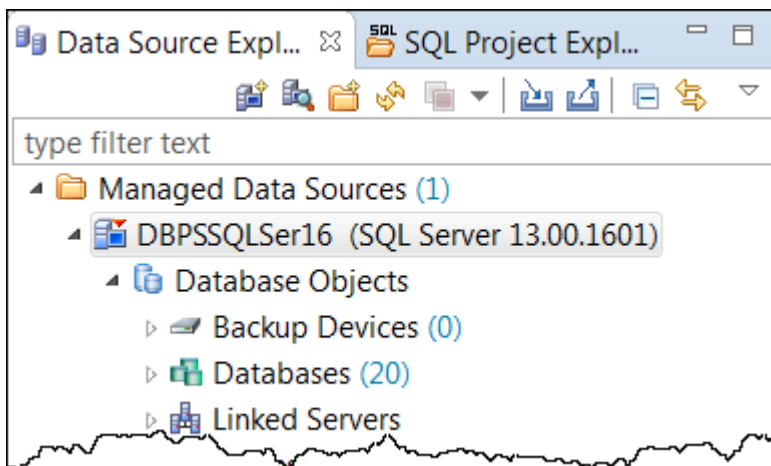 Data Source Expl... SQL SQL Project Expl...
type filter text
Managed Data Sources (1)
DBPSSQLSer16 (SQL Server 13.00.1601)
Database Objects
Backup Devices (0)
Databases (20)
Linked Servers